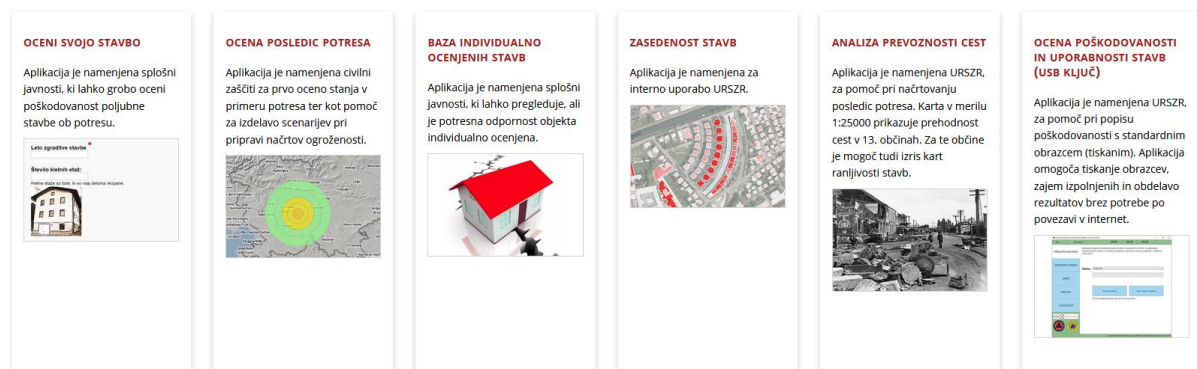 OCENI SVOJO STAVBO
Aplikacija je namenjena splošni
javnosti, ki lahko grobo oceni
poškodovanost poljubne
stavbe ob potresu.
Leto zgraditve stavbe *
Število kletnih etaž:
OCENA POSLEDIC POTRESA
Aplikacija je namenjena civilni
zaščiti za prvo oceno stanja v
primeru potresa ter kot pomoč
za izdelavo scenarijev pri
pripravi načrtov ogroženosti.
BAZA INDIVIDUALNO
OCENJENIH STAVB
Aplikacija je namenjena splošni
javnosti, ki lahko pregleduje, ali
je potresna odpornost objekta
individualno ocenjena.
ZASEDENOST STAVB
Aplikacija je namenjena za
interno uporabo URSZR.
ANALIZA PREVOZNOSTI CEST
Aplikacija je namenjena URSZR,
za pomoč pri načrtovanju
posledic potresa. Karta v merilu
1:25000 prikazuje prehodnost
cest v 13. občinah. Za te občine
je mogoč tudi izris kart
ranljivosti stavb.
OCENA POŠKODOVANOSTI
IN UPORABNOSTI STAVB
(USB KLJUČ)
Aplikacija je namenjena URSZR,
za pomoč pri popisu
poškodovanosti s standardnim
obrazcem (tiskanim). Aplikacija
omogoča tiskanje obrazcev,
zajem izpolnjenih in obdelavo
rezultatov brez potrebe po
povezavi v internet.